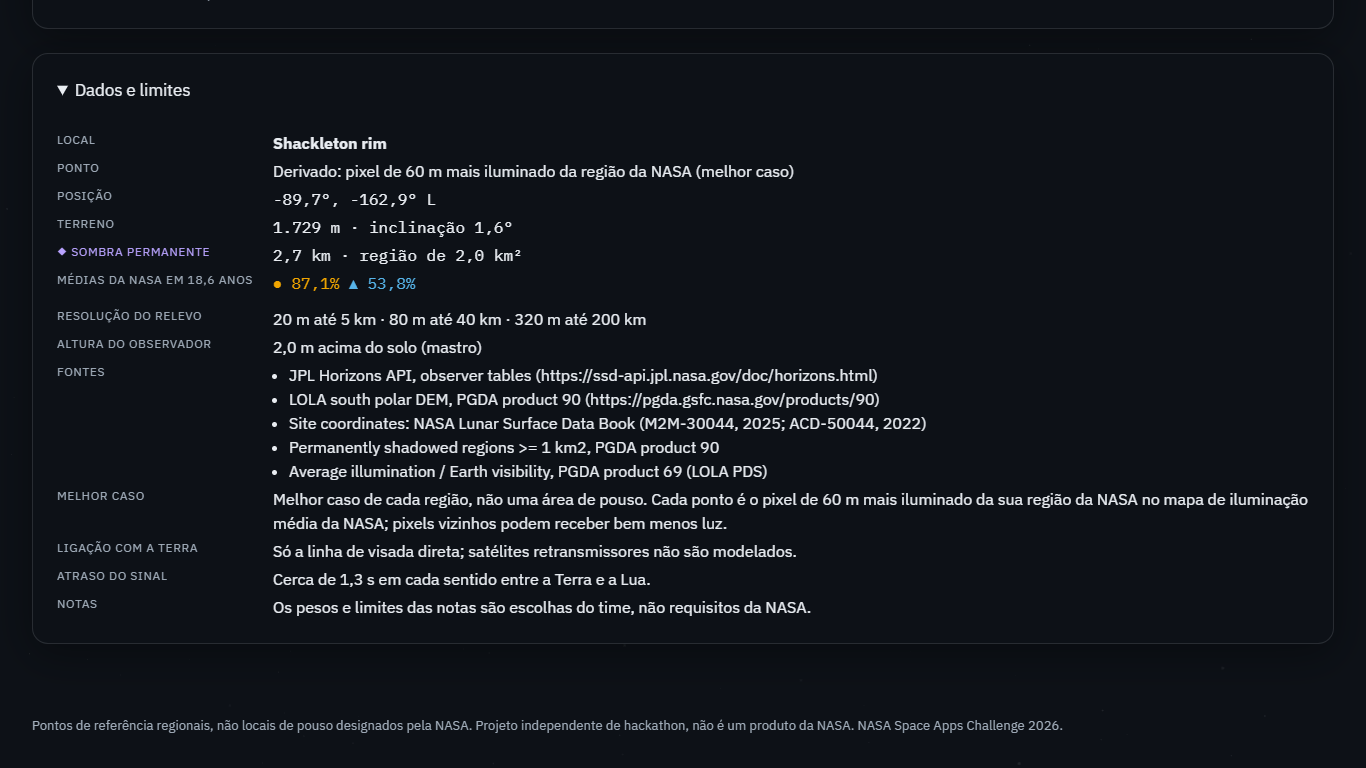 ▼ Dados e limites
LOCAL Shackleton rim
PONTO Derivado: pixel de 60 m mais iluminado da região da NASA (melhor caso)
POSIÇÃO -89,7°, -162,9° L
TERRENO 1.729 m · inclinação 1,6°
◆ SOMBRA PERMANENTE 2,7 km · região de 2,0 km²
MÉDIAS DA NASA EM 18,6 ANOS ● 87,1% ▲ 53,8%
RESOLUÇÃO DO RELEVO 20 m até 5 km · 80 m até 40 km · 320 m até 200 km
ALTURA DO OBSERVADOR 2,0 m acima do solo (mastro)
FONTES • JPL Horizons API, observer tables (https://ssd-api.jpl.nasa.gov/doc/horizons.html)
• LOLA south polar DEM, PGDA product 90 (https://pgda.gsfc.nasa.gov/products/90)
• Site coordinates: NASA Lunar Surface Data Book (M2M-30044, 2025; ACD-50044, 2022)
• Permanently shadowed regions >= 1 km2, PGDA product 90
• Average illumination / Earth visibility, PGDA product 69 (LOLA PDS)
MELHOR CASO Melhor caso de cada região, não uma área de pouso. Cada ponto é o pixel de 60 m mais iluminado da sua região da NASA no mapa de iluminação
média da NASA; pixels vizinhos podem receber bem menos luz.
LIGAÇÃO COM A TERRA Só a linha de visada direta; satélites retransmissores não são modelados.
ATRASO DO SINAL Cerca de 1,3 s em cada sentido entre a Terra e a Lua.
NOTAS Os pesos e limites das notas são escolhas do time, não requisitos da NASA.
Pontos de referência regionais, não locais de pouso designados pela NASA. Projeto independente de hackathon, não é um produto da NASA. NASA Space Apps Challenge 2026.